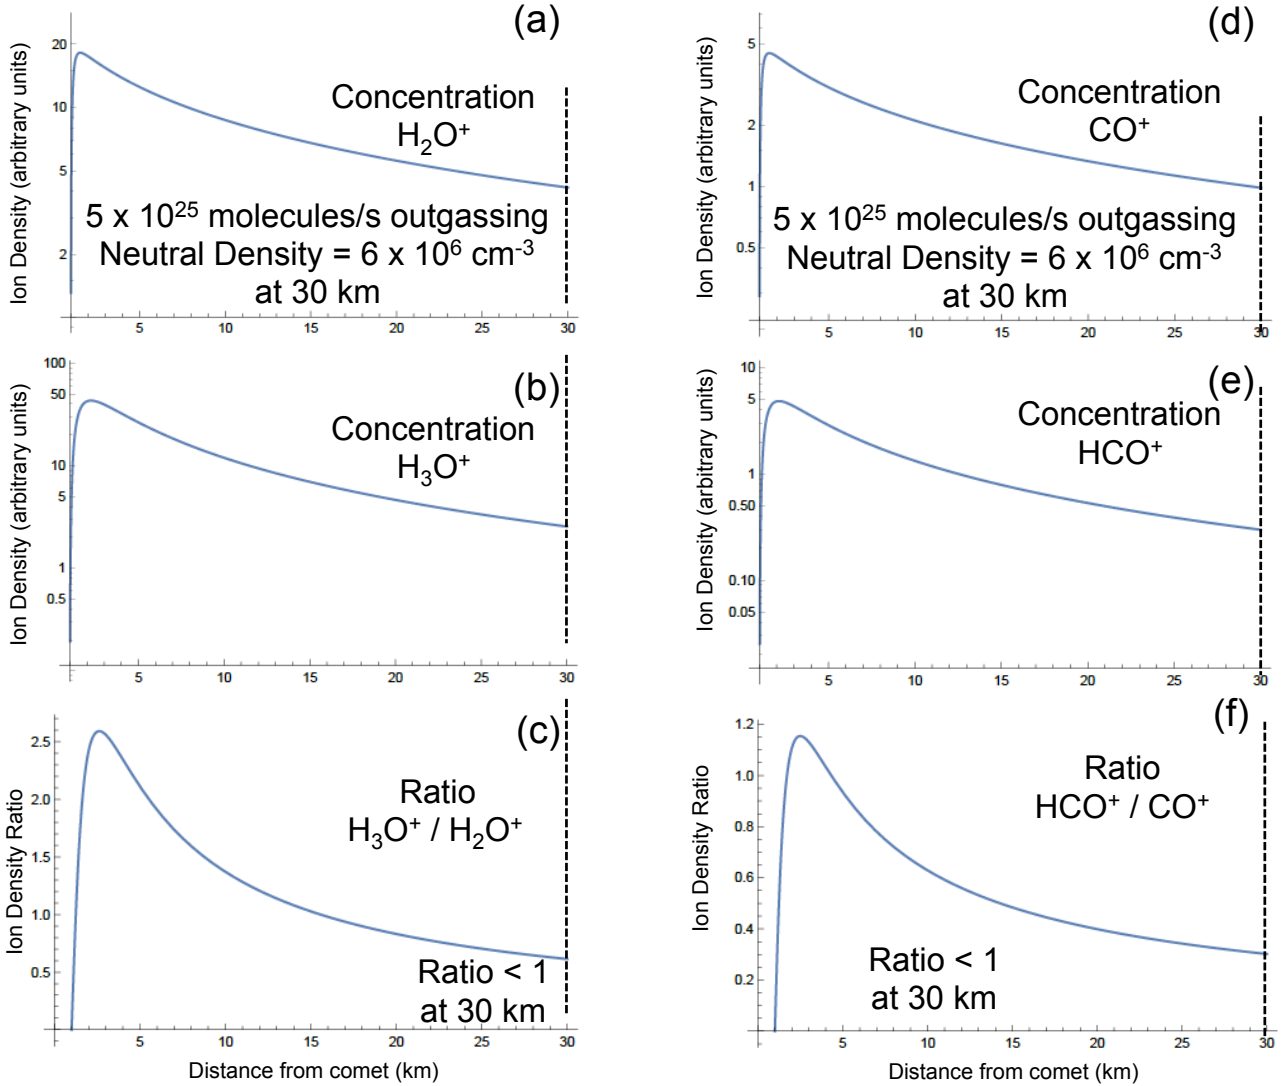 (a)
Ion Density (arbitrary units)
20
10
5
2
Concentration
H₂O⁺
5 x 10²⁵ molecules/s outgassing
Neutral Density = 6 x 10⁶ cm⁻³
at 30 km
5 10 15 20 25 30
(d)
Ion Density (arbitrary units)
5
2
1
0.5
Concentration
CO⁺
5 x 10²⁵ molecules/s outgassing
Neutral Density = 6 x 10⁶ cm⁻³
at 30 km
5 10 15 20 25 30
(b)
Ion Density (arbitrary units)
100
50
10
5
1
0.5
Concentration
H₃O⁺
5 10 15 20 25 30
(e)
Ion Density (arbitrary units)
10
5
1
0.50
0.10
0.05
Concentration
HCO⁺
5 10 15 20 25 30
(c)
Ion Density Ratio
2.5
2.0
1.5
1.0
0.5
Ratio
H₃O⁺ / H₂O⁺
Ratio < 1
at 30 km
5 10 15 20 25 30
Distance from comet (km)
(f)
Ion Density Ratio
1.2
1.0
0.8
0.6
0.4
0.2
Ratio
HCO⁺ / CO⁺
Ratio < 1
at 30 km
5 10 15 20 25 30
Distance from comet (km)